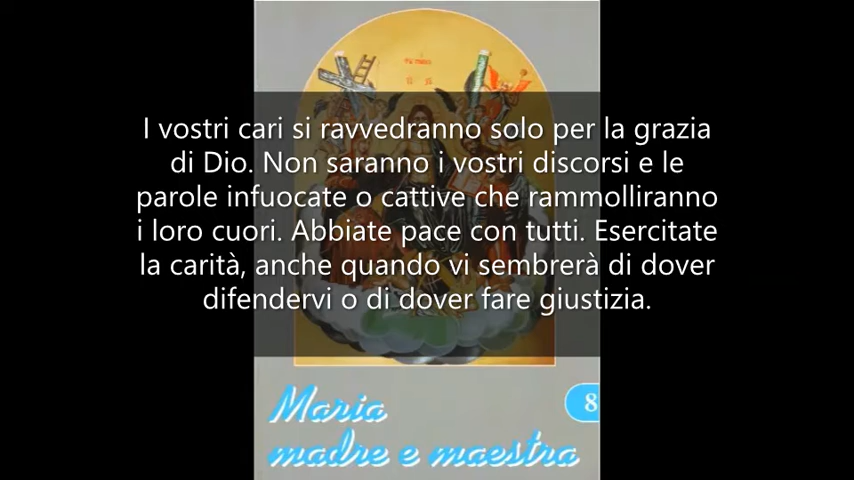 I vostri cari si ravvedranno solo per la grazia
di Dio. Non saranno i vostri discorsi e le
parole infuocate o cattive che rammolliranno
i loro cuori. Abbiate pace con tutti. Esercitate
la carità, anche quando vi sembrerà di dover
difendervi o di dover fare giustizia.
Maria
8
madre e maestra